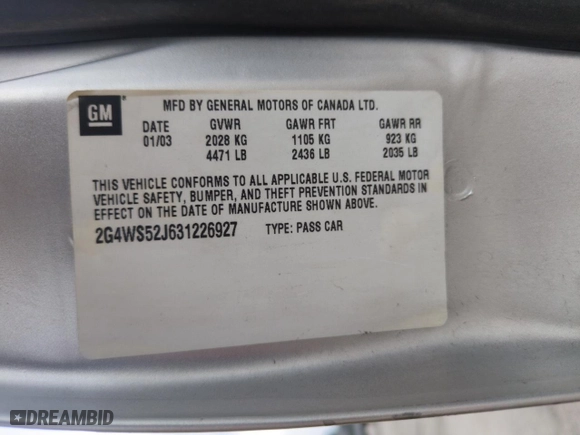 GM
MFD BY GENERAL MOTORS OF CANADA LTD.
DATE GVWR GAWR FRT GAWR RR
01/03 2028 KG 1105 KG 923 KG
4471 LB 2436 LB 2035 LB
THIS VEHICLE CONFORMS TO ALL APPLICABLE U.S. FEDERAL MOTOR
VEHICLE SAFETY, BUMPER, AND THEFT PREVENTION STANDARDS IN
EFFECT ON THE DATE OF MANUFACTURE SHOWN ABOVE.
2G4WS52J631226927 TYPE: PASS CAR
DREAMBID